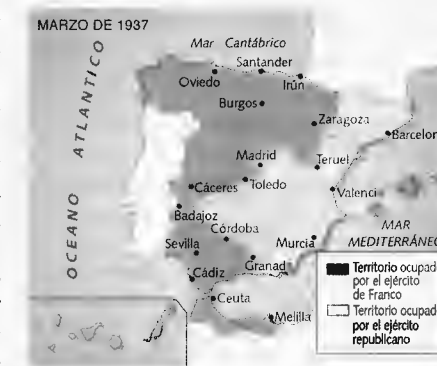 MARZO DE 1937
Mar Cantábrico
Santander
Oviedo
Irún
Burgos
Zaragoza
Barcelon
OCEANO ATLANTICO
Madrid
Teruel
Cáceres
Toledo
Valenci
Badajoz
Córdoba
MAR
MEDITERRÁNEO
Sevilla
Murcia
Granad
Cádiz
Ceuta
Melilla
Territorio ocupad
por el ejército
de Franco
Territorio ocupad
por el ejército
republicano